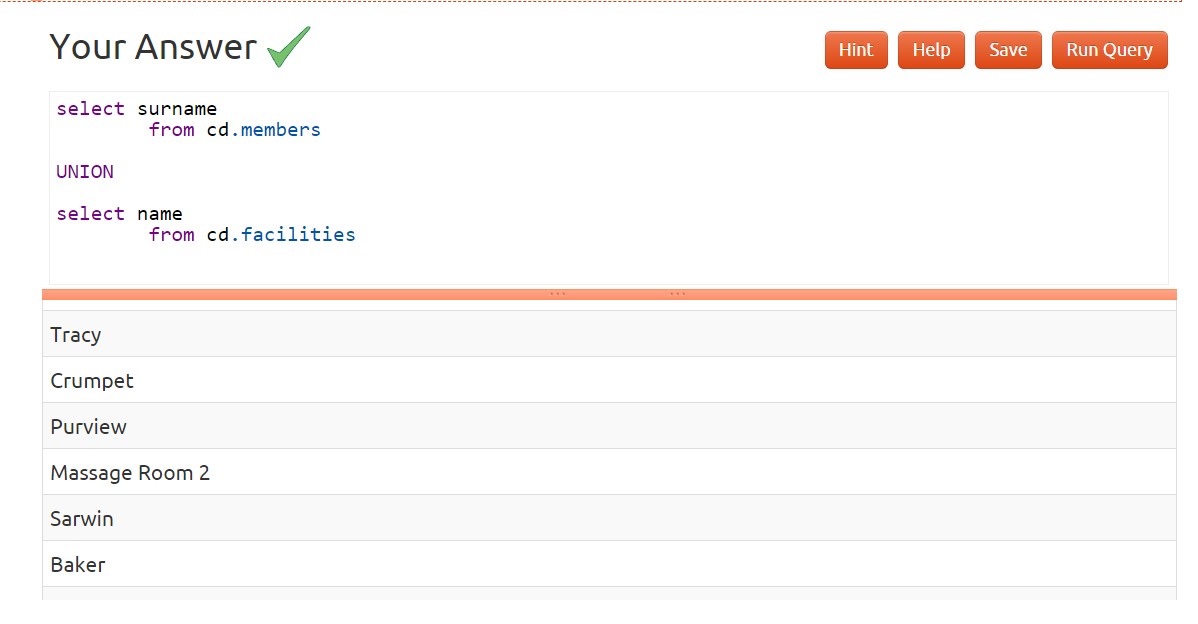 Your Answer
Hint Help Save Run Query
select surname
from cd.members
UNION
select name
from cd.facilities
Tracy
Crumpet
Purview
Massage Room 2
Sarwin
Baker